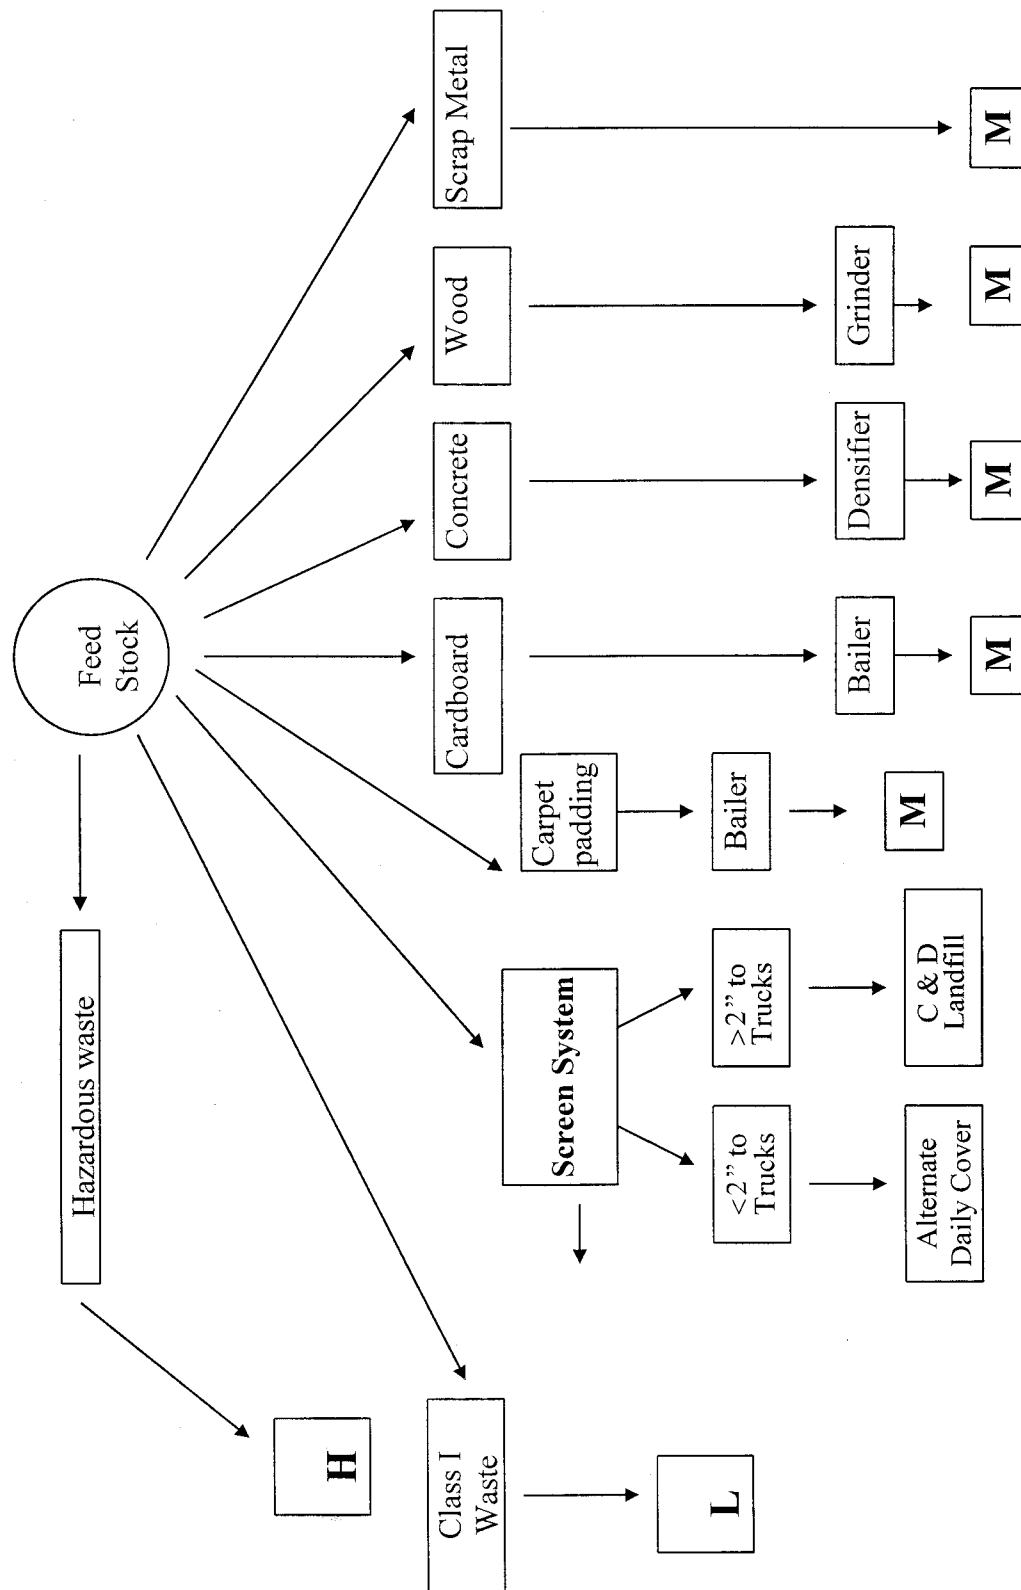 Feed
Stock
Hazardous waste
H
Class I
Waste
L
Screen System
<2” to
Trucks
Alternate
Daily Cover
>2” to
Trucks
C & D
Landfill
Carpet
padding
Bailer
M
Cardboard
Bailer
M
Concrete
Densifier
M
Wood
Grinder
M
Scrap Metal
M